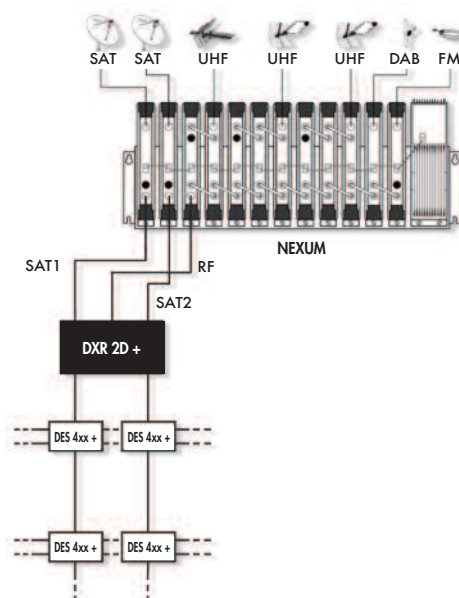 SAT SAT UHF UHF UHF DAB FM
NEXUM
SAT1 RF
SAT2
DXR 2D +
DES 4xx + DES 4xx +
DES 4xx + DES 4xx +